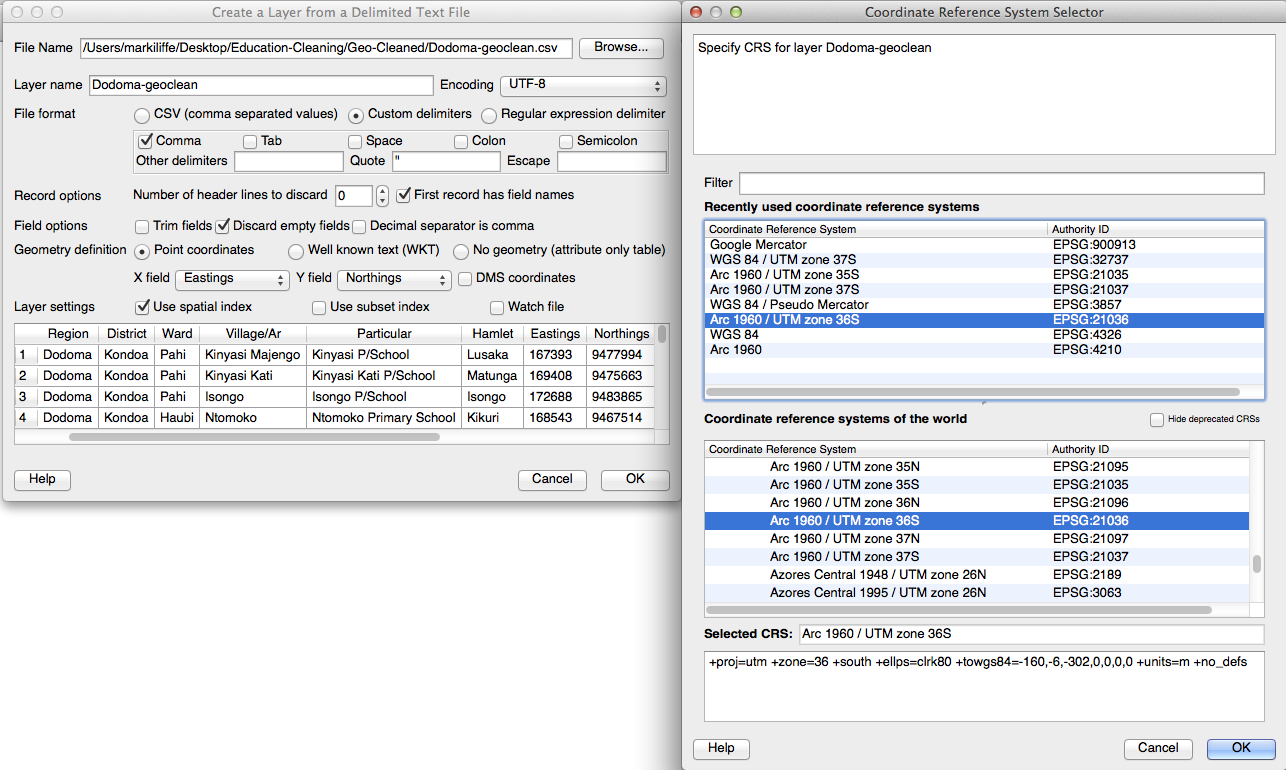 Create a Layer from a Delimited Text File
File Name /Users/markiliffe/Desktop/Education-Cleaning/Geo-Cleaned/Dodoma-geoclean.csv Browse...
Layer name Dodoma-geoclean Encoding UTF-8
File format CSV (comma separated values) Custom delimiters Regular expression delimiter
Comma Tab Space Colon Semicolon
Other delimiters Quote " Escape
Record options Number of header lines to discard 0 First record has field names
Field options Trim fields Discard empty fields Decimal separator is comma
Geometry definition Point coordinates Well known text (WKT) No geometry (attribute only table)
X field Eastings Y field Northings DMS coordinates
Layer settings Use spatial index Use subset index Watch file
Region District Ward Village/Ar Particular Hamlet Eastings Northings
1 Dodoma Kondoa Pahi Kinyasi Majengo Kinyasi P/School Lusaka 167393 9477994
2 Dodoma Kondoa Pahi Kinyasi Kati Kinyasi Kati P/School Matunga 169408 9475663
3 Dodoma Kondoa Pahi Isongo Isongo P/School Isongo 172688 9483865
4 Dodoma Kondoa Haubi Ntomoko Ntomoko Primary School Kikuri 168543 9467514
Help Cancel OK
Coordinate Reference System Selector
Specify CRS for layer Dodoma-geoclean
Filter
Recently used coordinate reference systems
Coordinate Reference System Authority ID
Google Mercator EPSG:900913
WGS 84 / UTM zone 37S EPSG:32737
Arc 1960 / UTM zone 35S EPSG:21035
Arc 1960 / UTM zone 37S EPSG:21037
WGS 84 / Pseudo Mercator EPSG:3857
Arc 1960 / UTM zone 36S EPSG:21036
WGS 84 EPSG:4326
Arc 1960 EPSG:4210
Coordinate reference systems of the world Hide deprecated CRSs
Coordinate Reference System Authority ID
Arc 1960 / UTM zone 35N EPSG:21095
Arc 1960 / UTM zone 35S EPSG:21035
Arc 1960 / UTM zone 36N EPSG:21096
Arc 1960 / UTM zone 36S EPSG:21036
Arc 1960 / UTM zone 37N EPSG:21097
Arc 1960 / UTM zone 37S EPSG:21037
Azores Central 1948 / UTM zone 26N EPSG:2189
Azores Central 1995 / UTM zone 26N EPSG:3063
Selected CRS: Arc 1960 / UTM zone 36S
+proj=utm +zone=36 +south +ellps=clrk80 +towgs84=-160,-6,-302,0,0,0,0 +units=m +no_defs
Help Cancel OK